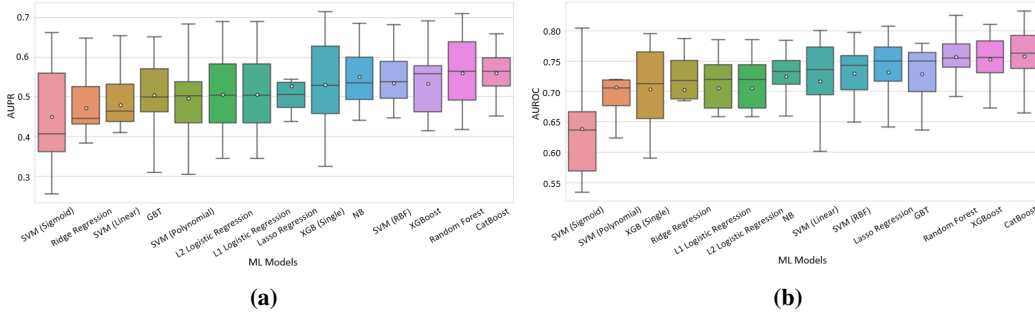 AUPR
0.7
0.6
0.5
0.4
0.3
SVM (Sigmoid)
Ridge Regression
SVM (Linear)
GBT
SVM (Polynomial)
L2 Logistic Regression
L1 Logistic Regression
Lasso Regression
XGB (Single)
NB
SVM (RBF)
XGBoost
Random Forest
CatBoost
ML Models
(a)
AUROC
0.80
0.75
0.70
0.65
0.60
0.55
SVM (Sigmoid)
SVM (Polynomial)
XGB (Single)
Ridge Regression
L1 Logistic Regression
L2 Logistic Regression
NB
SVM (Linear)
SVM (RBF)
Lasso Regression
GBT
Random Forest
XGBoost
CatBoost
ML Models
(b)